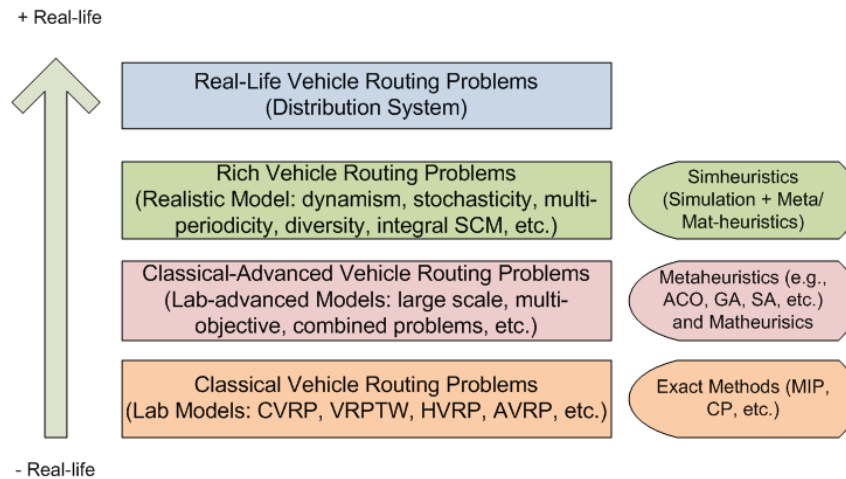 + Real-life
Real-Life Vehicle Routing Problems
(Distribution System)
Rich Vehicle Routing Problems
(Realistic Model: dynamism, stochasticity, multi-
periodicity, diversity, integral SCM, etc.)
Simheuristics
(Simulation + Meta/
Mat-heuristics)
Classical-Advanced Vehicle Routing Problems
(Lab-advanced Models: large scale, multi-
objective, combined problems, etc.)
Metaheuristics (e.g.,
ACO, GA, SA, etc.)
and Matheurisics
Classical Vehicle Routing Problems
(Lab Models: CVRP, VRPTW, HVRP, AVRP, etc.)
Exact Methods (MIP,
CP, etc.)
- Real-life